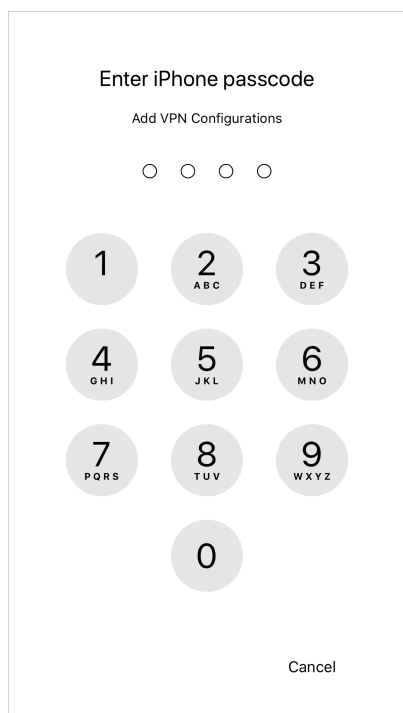 Enter iPhone passcode
Add VPN Configurations
1 2 3
ABC DEF
4 5 6
GHI JKL MNO
7 8 9
PQRS TUV WXYZ
0
Cancel